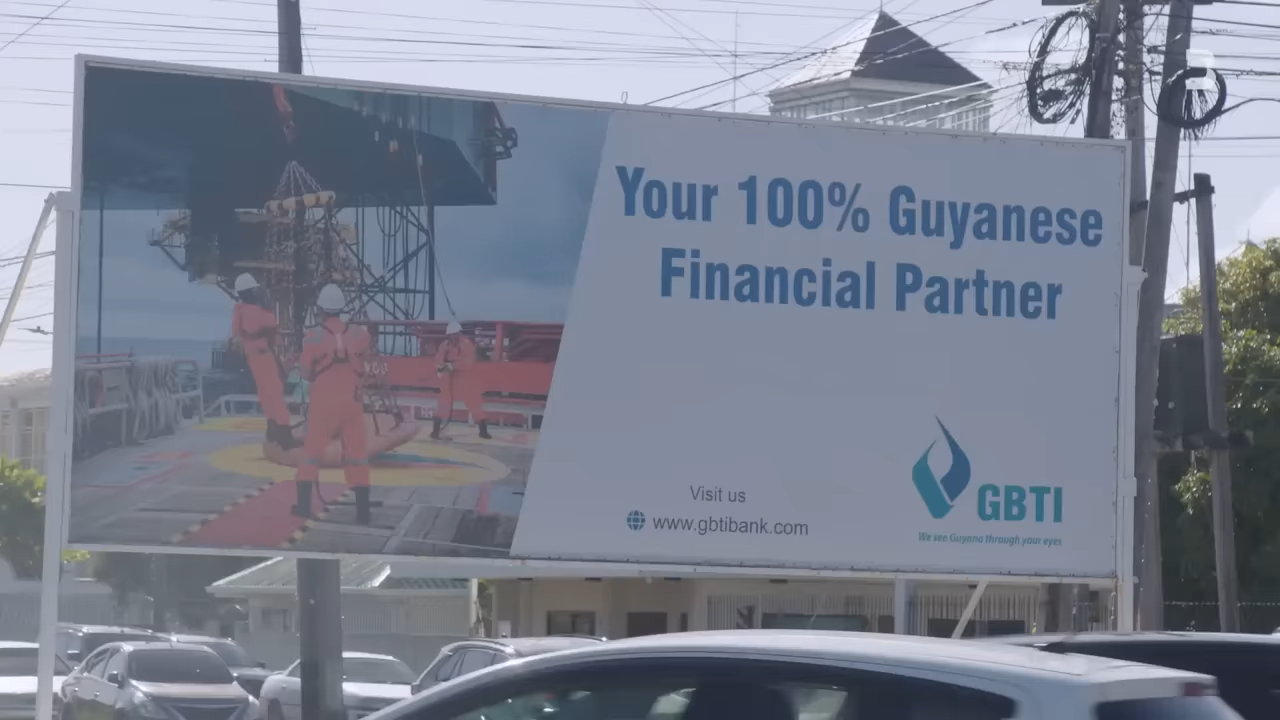 Your 100% Guyanese
Financial Partner
Visit us
www.gbtibank.com
GBTI
We see Guyana through your eyes